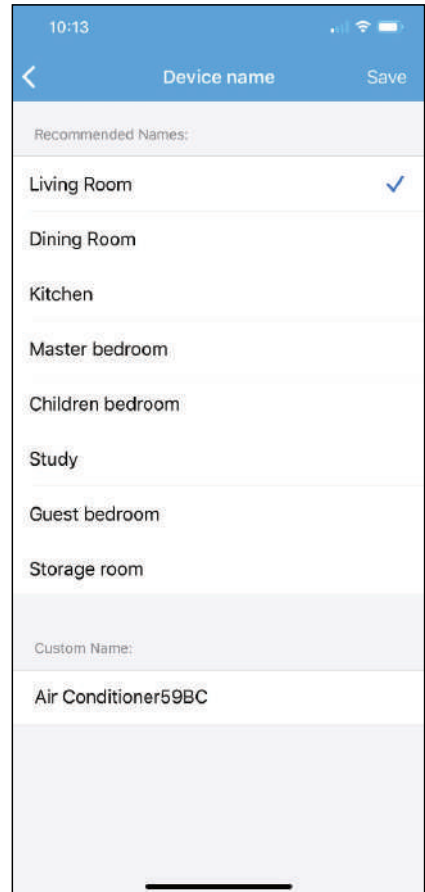 10:13
Device name
Save
Recommended Names:
Living Room
Dining Room
Kitchen
Master bedroom
Children bedroom
Study
Guest bedroom
Storage room
Custom Name:
Air Conditioner59BC